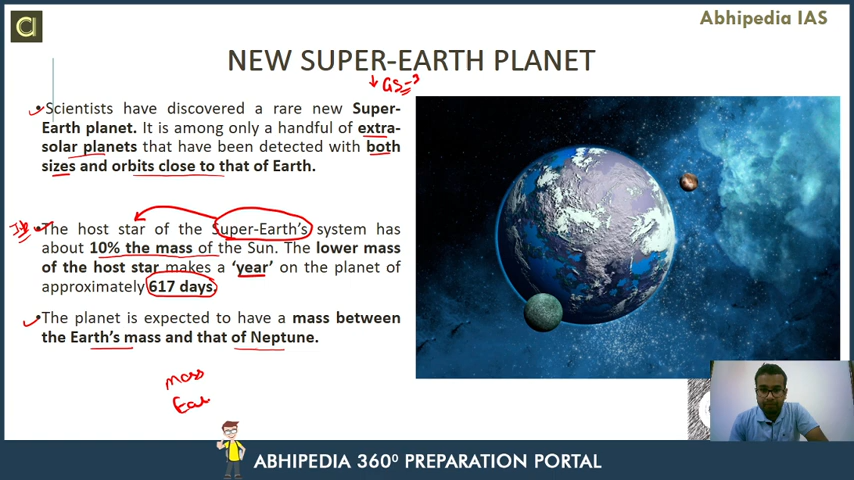 Abhipedia IAS
NEW SUPER-EARTH PLANET
GS-3
• Scientists have discovered a rare new Super-
Earth planet. It is among only a handful of extra-
solar planets that have been detected with both
sizes and orbits close to that of Earth.
• The host star of the Super-Earth's system has
about 10% the mass of the Sun. The lower mass
of the host star makes a 'year' on the planet of
approximately 617 days.
• The planet is expected to have a mass between
the Earth's mass and that of Neptune.
mass
Ea
ABHIPEDIA 360⁰ PREPARATION PORTAL